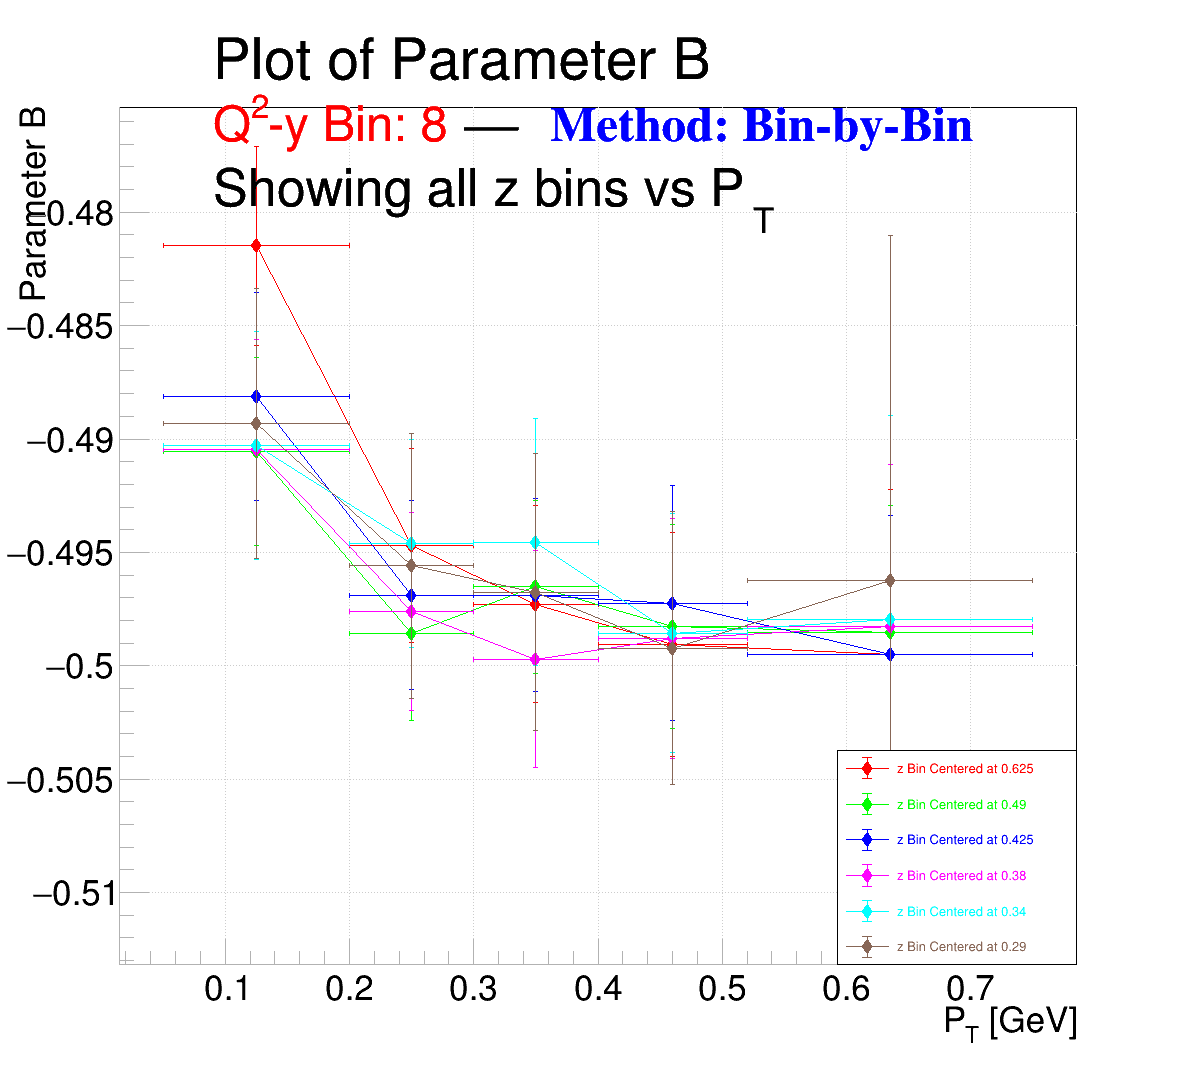 Plot of Parameter B
Q²-y Bin: 8 — Method: Bin-by-Bin
Showing all z bins vs P_T
Parameter B
0.48
−0.485
−0.49
−0.495
−0.5
−0.505
−0.51
z Bin Centered at 0.625
z Bin Centered at 0.49
z Bin Centered at 0.425
z Bin Centered at 0.38
z Bin Centered at 0.34
z Bin Centered at 0.29
0.1 0.2 0.3 0.4 0.5 0.6 0.7
P_T [GeV]